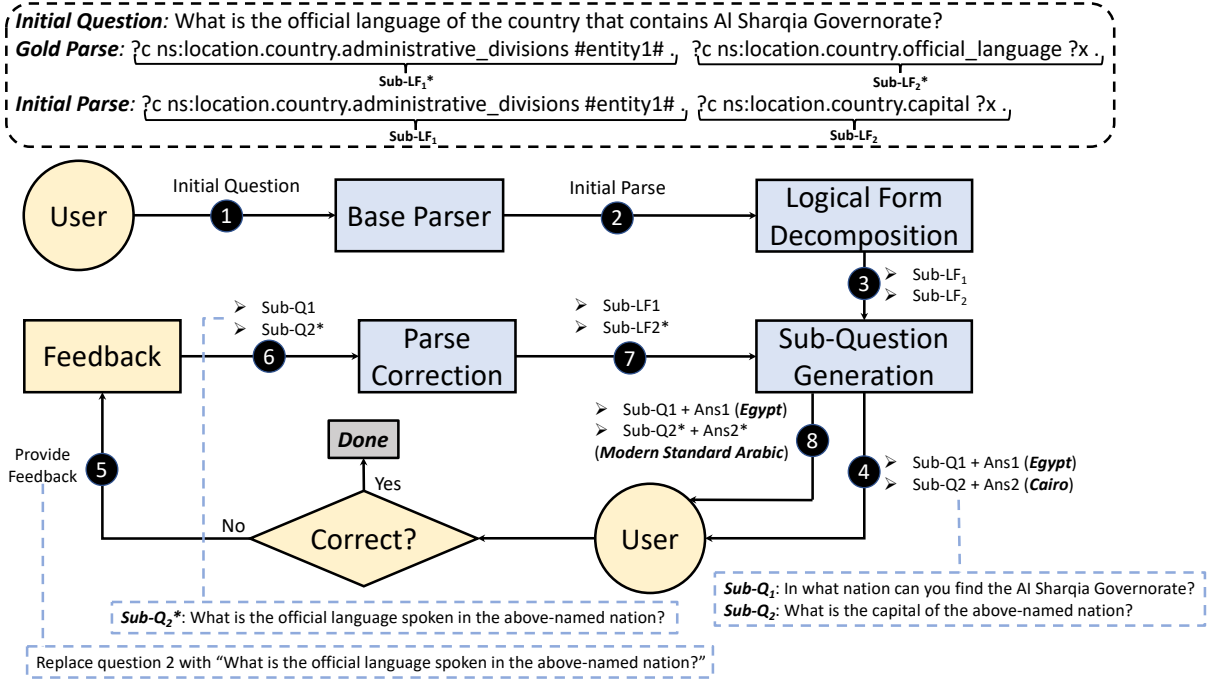 Initial Question: What is the official language of the country that contains Al Sharqia Governorate?
Gold Parse: ?c ns:location.country.administrative_divisions #entity1# . ?c ns:location.country.official_language ?x .
Sub-LF1* Sub-LF2*
Initial Parse: ?c ns:location.country.administrative_divisions #entity1# . ?c ns:location.country.capital ?x .
Sub-LF1 Sub-LF2
User
Initial Question
1
Base Parser
Initial Parse
2
Logical Form
Decomposition
3
➢ Sub-LF1
➢ Sub-LF2
Feedback
➢ Sub-Q1
➢ Sub-Q2*
6
Parse
Correction
➢ Sub-LF1
➢ Sub-LF2*
7
Sub-Question
Generation
➢ Sub-Q1 + Ans1 (Egypt)
➢ Sub-Q2* + Ans2*
(Modern Standard Arabic)
8
4
➢ Sub-Q1 + Ans1 (Egypt)
➢ Sub-Q2 + Ans2 (Cairo)
Provide
Feedback
5
Done
Yes
No
Correct?
User
Sub-Q1: In what nation can you find the Al Sharqia Governorate?
Sub-Q2: What is the capital of the above-named nation?
Sub-Q2*: What is the official language spoken in the above-named nation?
Replace question 2 with “What is the official language spoken in the above-named nation?”